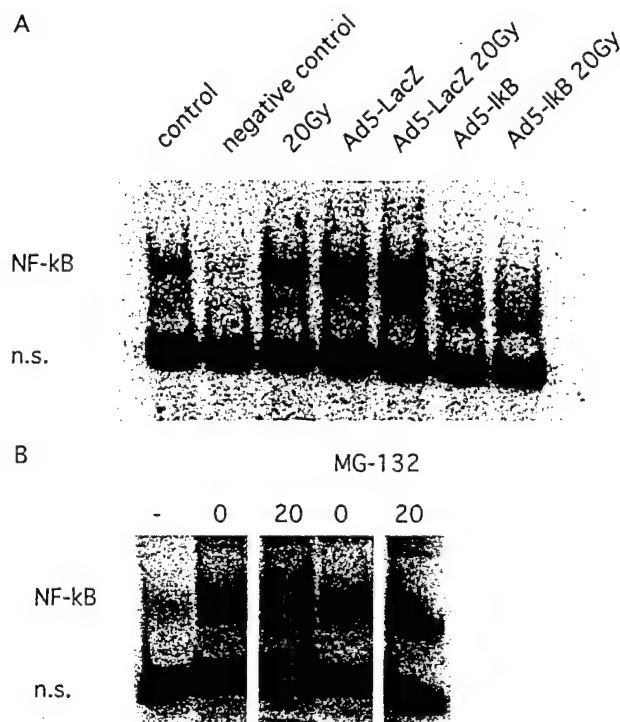 A
control
negative control
20Gy
Ad5-LacZ
Ad5-LacZ 20Gy
Ad5-IkB
Ad5-IkB 20Gy
NF-kB
n.s.
B
MG-132
- 0 20 0 20
NF-kB
n.s.